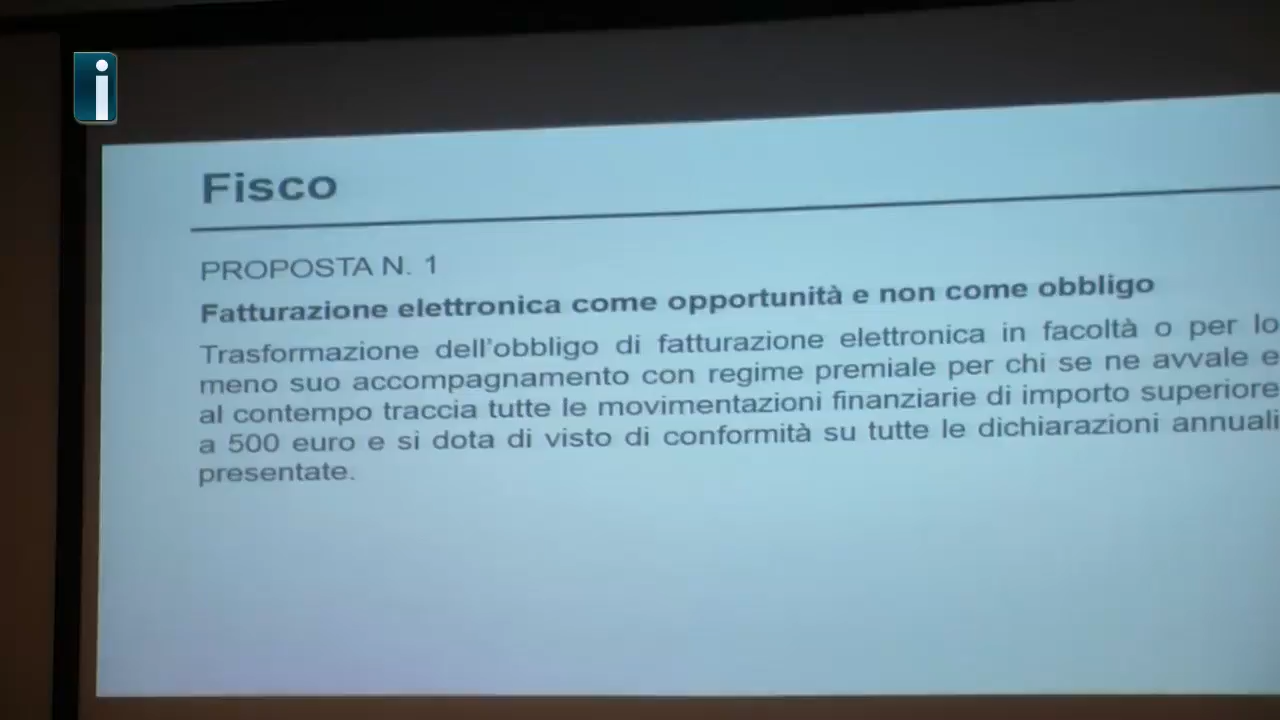 i
Fisco
PROPOSTA N. 1
Fatturazione elettronica come opportunità e non come obbligo
Trasformazione dell'obbligo di fatturazione elettronica in facoltà o per lo
meno suo accompagnamento con regime premiale per chi se ne avvale e
al contempo traccia tutte le movimentazioni finanziarie di importo superiore
a 500 euro e si dota di visto di conformità su tutte le dichiarazioni annuali
presentate.